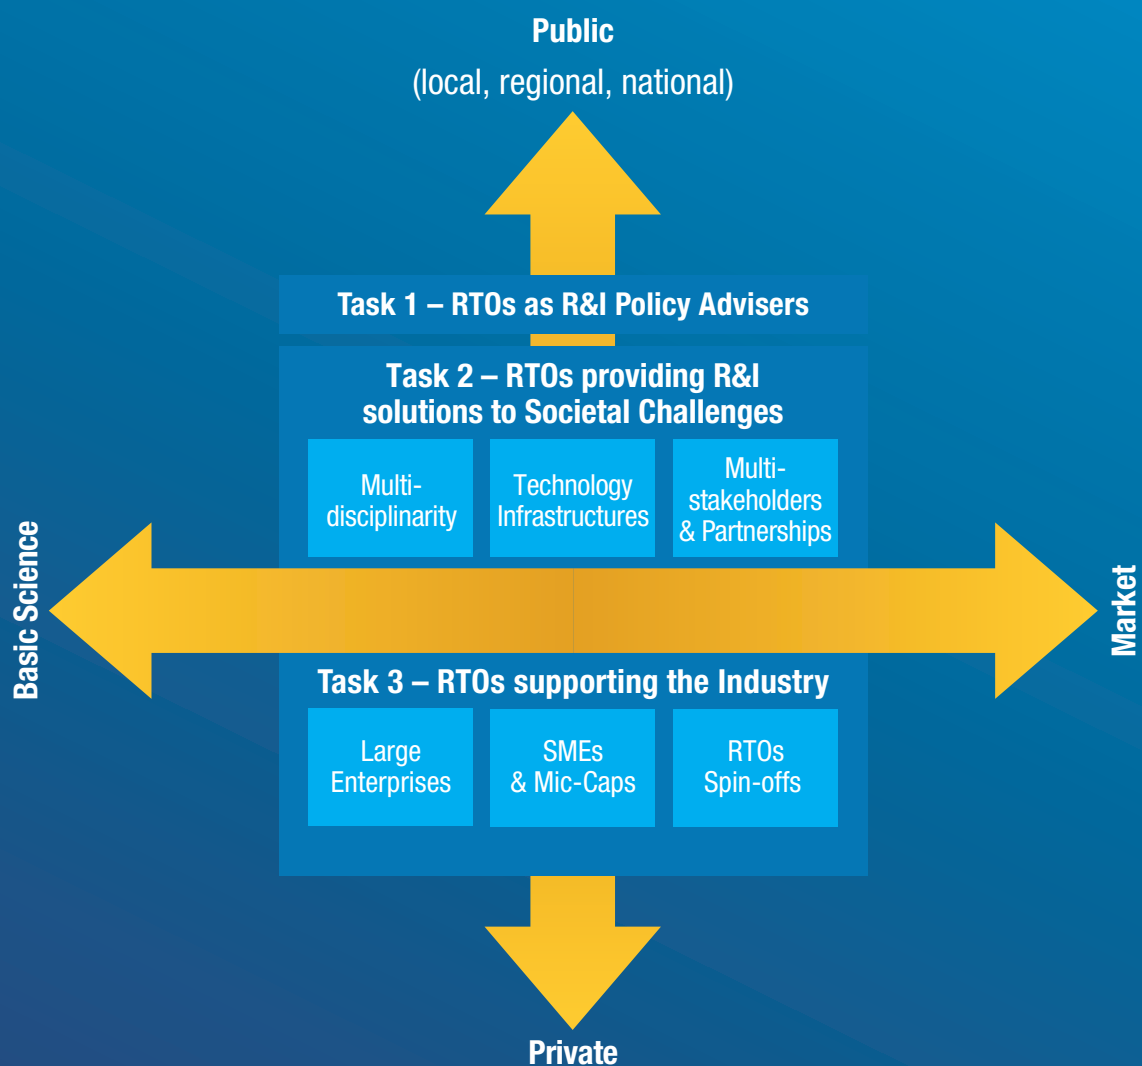 Public
(local, regional, national)
Task 1 – RTOs as R&I Policy Advisers
Task 2 – RTOs providing R&I
solutions to Societal Challenges
Multi-
disciplinarity
Technology
Infrastructures
Multi-
stakeholders
& Partnerships
Basic Science
Market
Task 3 – RTOs supporting the Industry
Large
Enterprises
SMEs
& Mic-Caps
RTOs
Spin-offs
Private